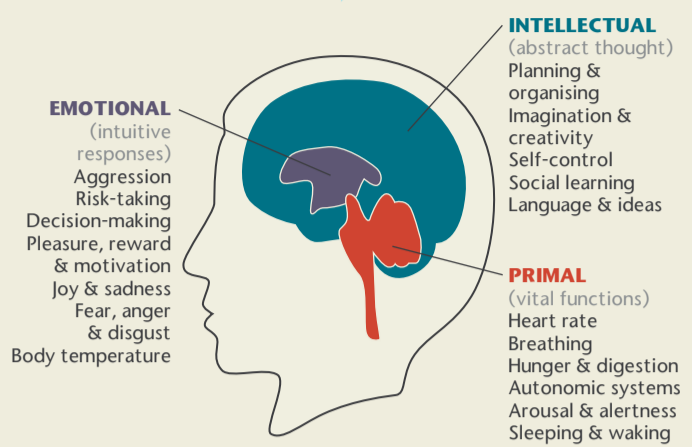 INTELLECTUAL
(abstract thought)
Planning &
organising
Imagination &
creativity
Self-control
Social learning
Language & ideas
EMOTIONAL
(intuitive
responses)
Aggression
Risk-taking
Decision-making
Pleasure, reward
& motivation
Joy & sadness
Fear, anger
& disgust
Body temperature
PRIMAL
(vital functions)
Heart rate
Breathing
Hunger & digestion
Autonomic systems
Arousal & alertness
Sleeping & waking